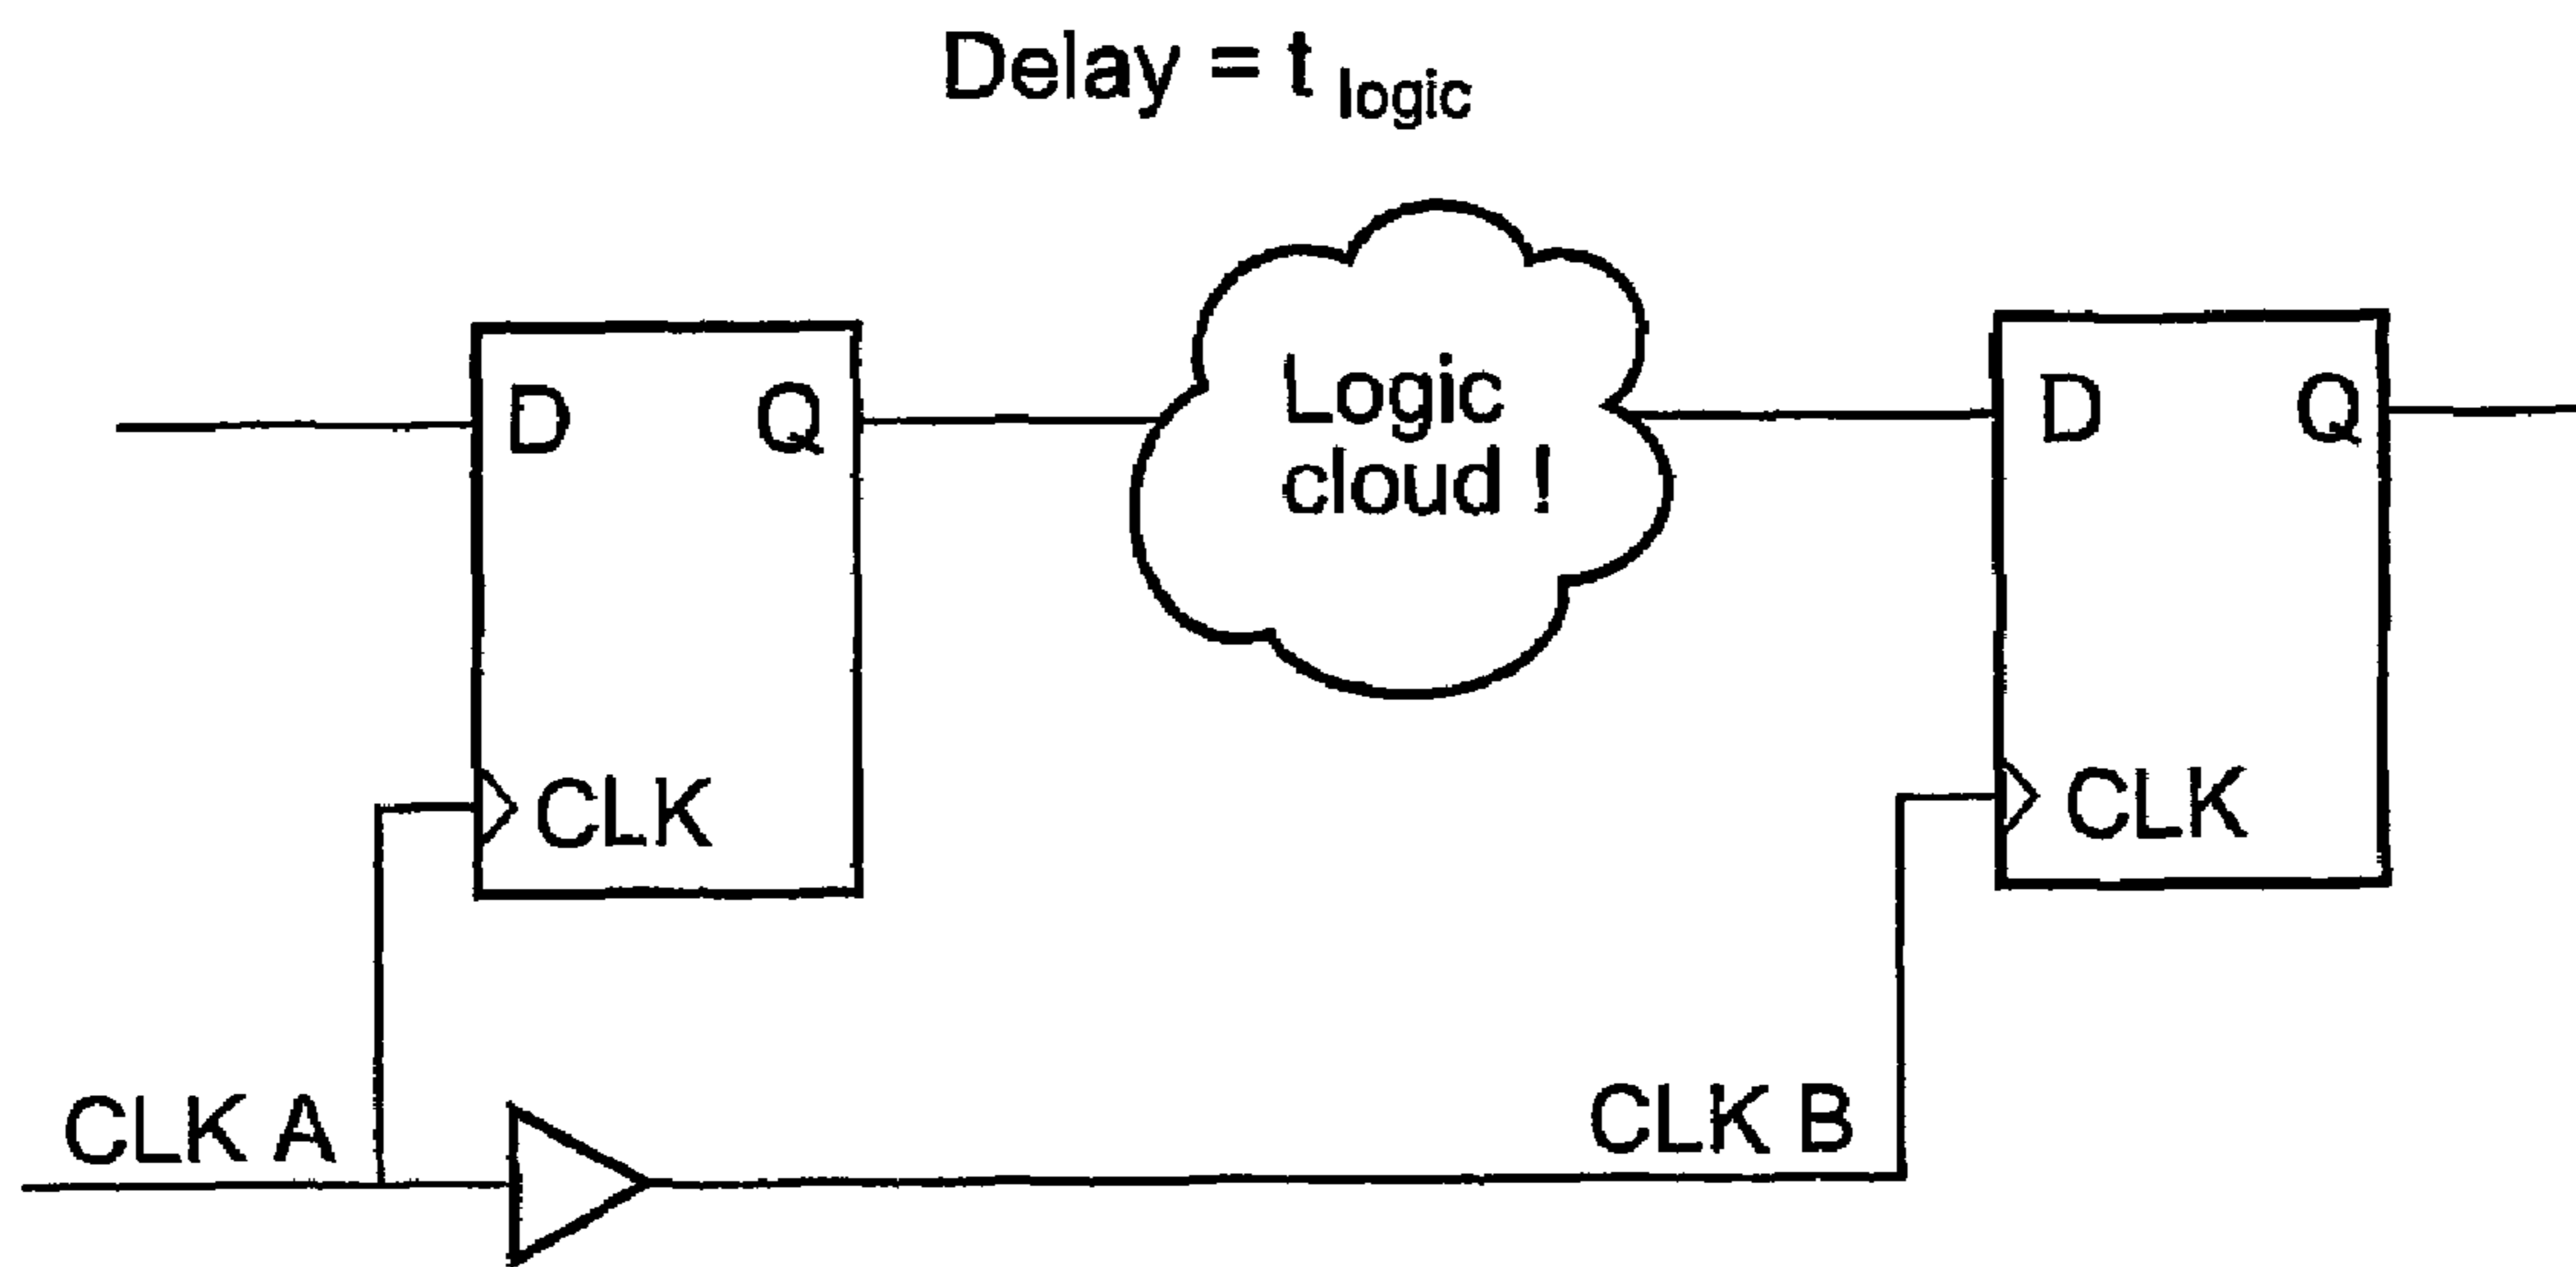 Delay = t logic
D Q
Logic
cloud !
D Q
CLK
CLK
CLK A
CLK B